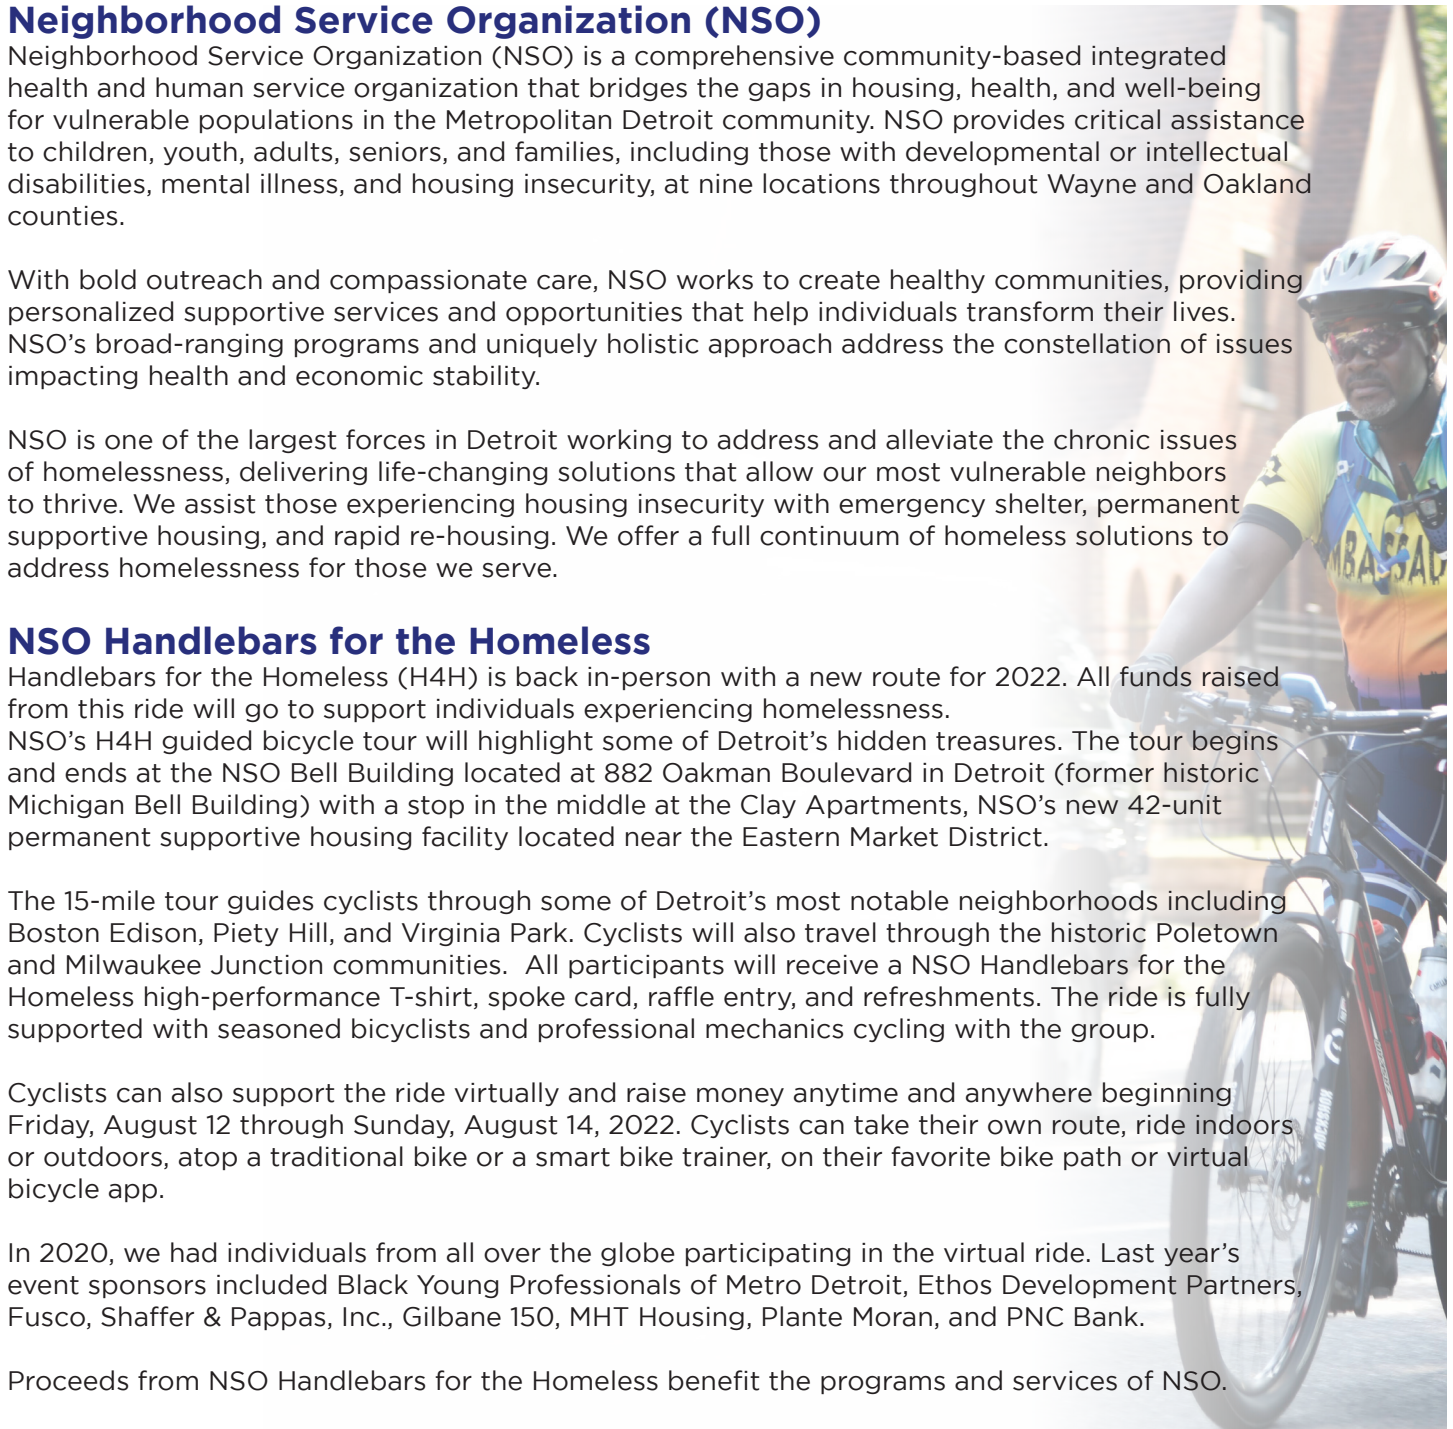 Neighborhood Service Organization (NSO)
Neighborhood Service Organization (NSO) is a comprehensive community-based integrated
health and human service organization that bridges the gaps in housing, health, and well-being
for vulnerable populations in the Metropolitan Detroit community. NSO provides critical assistance
to children, youth, adults, seniors, and families, including those with developmental or intellectual
disabilities, mental illness, and housing insecurity, at nine locations throughout Wayne and Oakland
counties.
With bold outreach and compassionate care, NSO works to create healthy communities, providing
personalized supportive services and opportunities that help individuals transform their lives.
NSO’s broad-ranging programs and uniquely holistic approach address the constellation of issues
impacting health and economic stability.
NSO is one of the largest forces in Detroit working to address and alleviate the chronic issues
of homelessness, delivering life-changing solutions that allow our most vulnerable neighbors
to thrive. We assist those experiencing housing insecurity with emergency shelter, permanent
supportive housing, and rapid re-housing. We offer a full continuum of homeless solutions to
address homelessness for those we serve.
NSO Handlebars for the Homeless
Handlebars for the Homeless (H4H) is back in-person with a new route for 2022. All funds raised
from this ride will go to support individuals experiencing homelessness.
NSO’s H4H guided bicycle tour will highlight some of Detroit’s hidden treasures. The tour begins
and ends at the NSO Bell Building located at 882 Oakman Boulevard in Detroit (former historic
Michigan Bell Building) with a stop in the middle at the Clay Apartments, NSO’s new 42-unit
permanent supportive housing facility located near the Eastern Market District.
The 15-mile tour guides cyclists through some of Detroit’s most notable neighborhoods including
Boston Edison, Piety Hill, and Virginia Park. Cyclists will also travel through the historic Poletown
and Milwaukee Junction communities.  All participants will receive a NSO Handlebars for the
Homeless high-performance T-shirt, spoke card, raffle entry, and refreshments. The ride is fully
supported with seasoned bicyclists and professional mechanics cycling with the group.
Cyclists can also support the ride virtually and raise money anytime and anywhere beginning
Friday, August 12 through Sunday, August 14, 2022. Cyclists can take their own route, ride indoors
or outdoors, atop a traditional bike or a smart bike trainer, on their favorite bike path or virtual
bicycle app.
In 2020, we had individuals from all over the globe participating in the virtual ride. Last year’s
event sponsors included Black Young Professionals of Metro Detroit, Ethos Development Partners,
Fusco, Shaffer & Pappas, Inc., Gilbane 150, MHT Housing, Plante Moran, and PNC Bank.
Proceeds from NSO Handlebars for the Homeless benefit the programs and services of NSO.
MBASSAD
ROCKSHOX